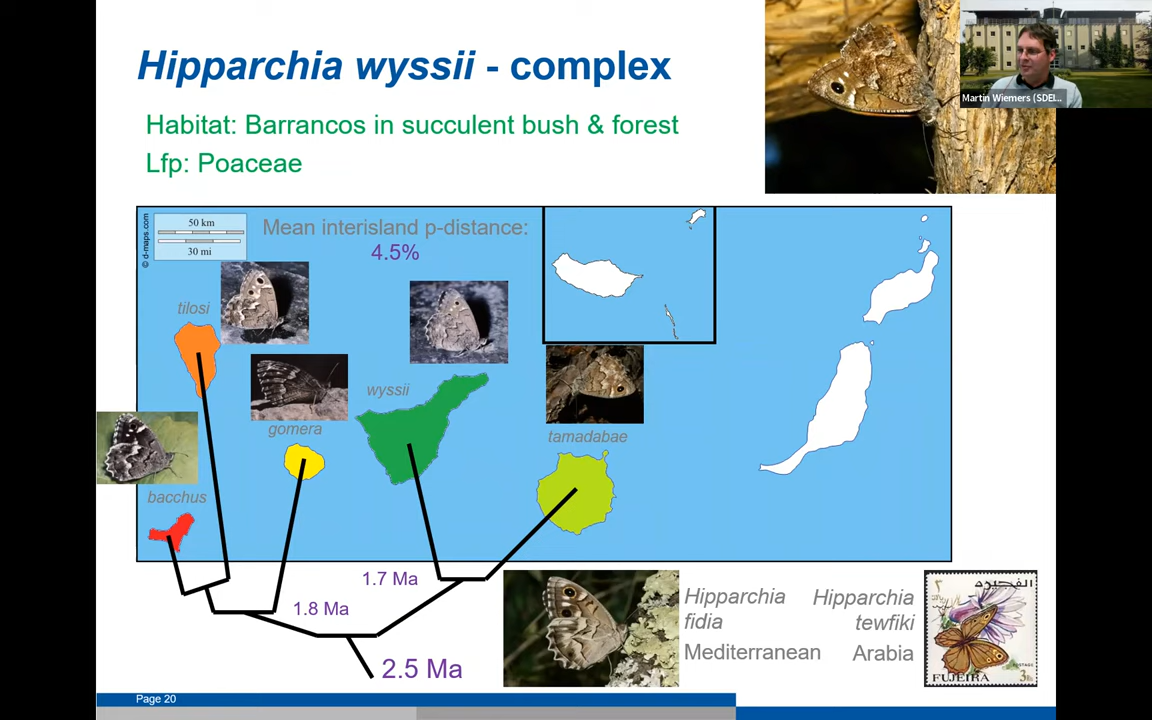 Hipparchia wyssii - complex
Martin Wiemers (SDEI...
Habitat: Barrancos in succulent bush & forest
Lfp: Poaceae
© d-maps.com
50 km
30 mi
Mean interisland p-distance:
4.5%
tilosi
wyssii
gomera
tamadabae
bacchus
1.7 Ma
1.8 Ma
2.5 Ma
Hipparchia
fidia
Mediterranean
Hipparchia
tewfiki
Arabia
الفجيرة
POSTAGE
FUJEIRA
Page 20